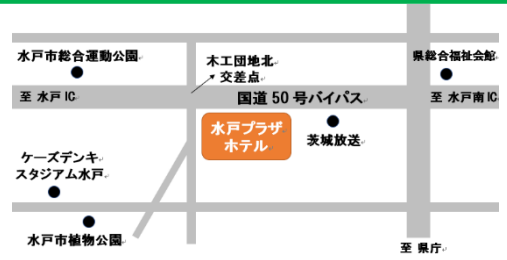 水戸市総合運動公園
木工団地北
交差点
県総合福祉会館
至 水戸IC
国道50号バイパス
至 水戸南IC
水戸プラザ
ホテル
茨城放送
ケーズデンキ
スタジアム水戸
水戸市植物公園
至 県庁